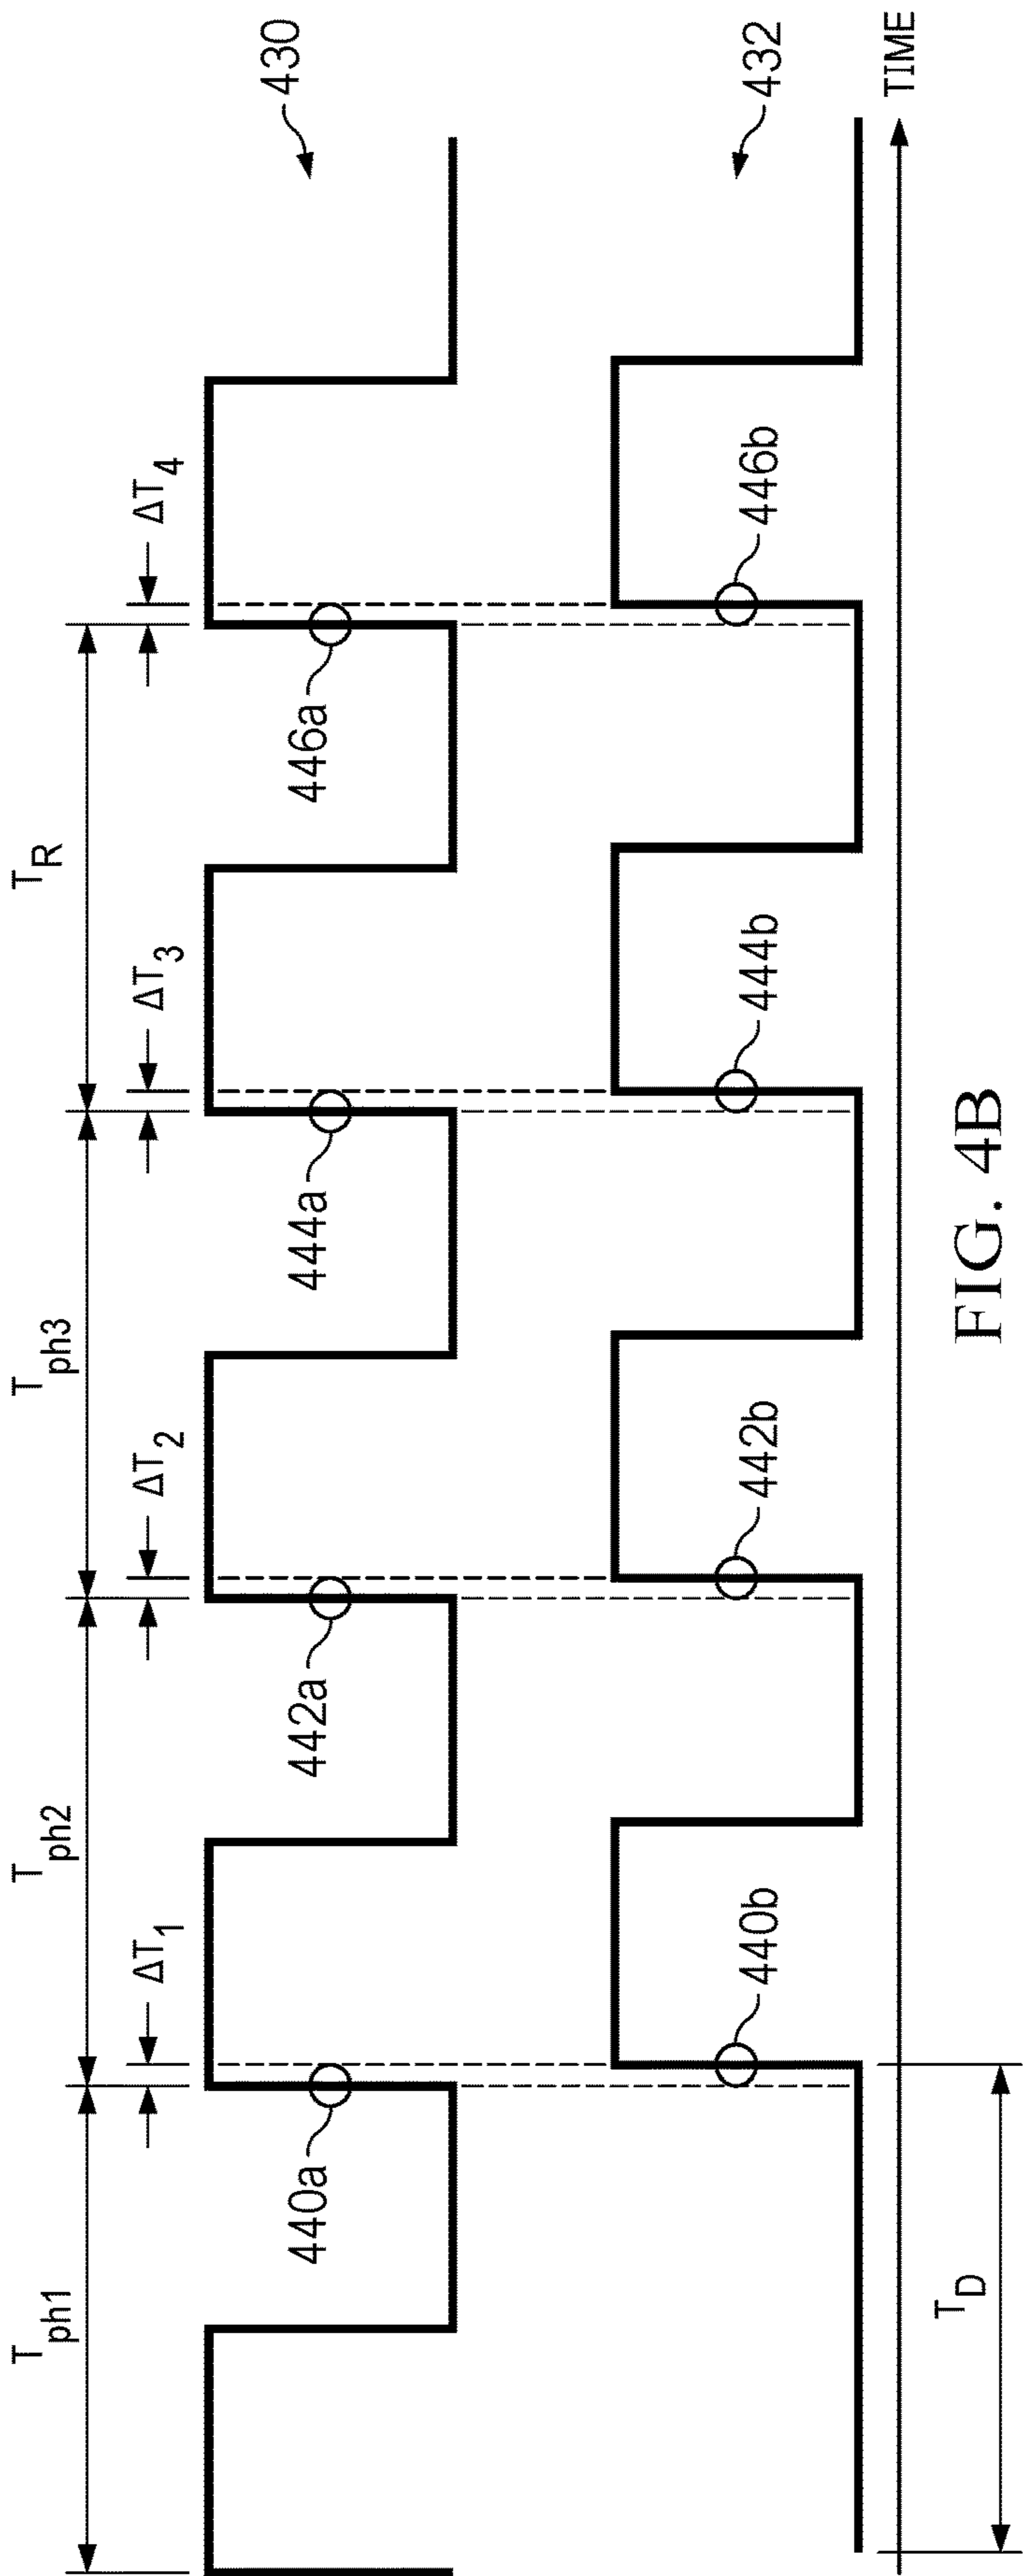 T_ph1 T_ph2 T_ph3 T_R
ΔT_1 ΔT_2 ΔT_3 ΔT_4
430
440a 442a 444a 446a
432
440b 442b 444b 446b
TIME
T_D
FIG. 4B